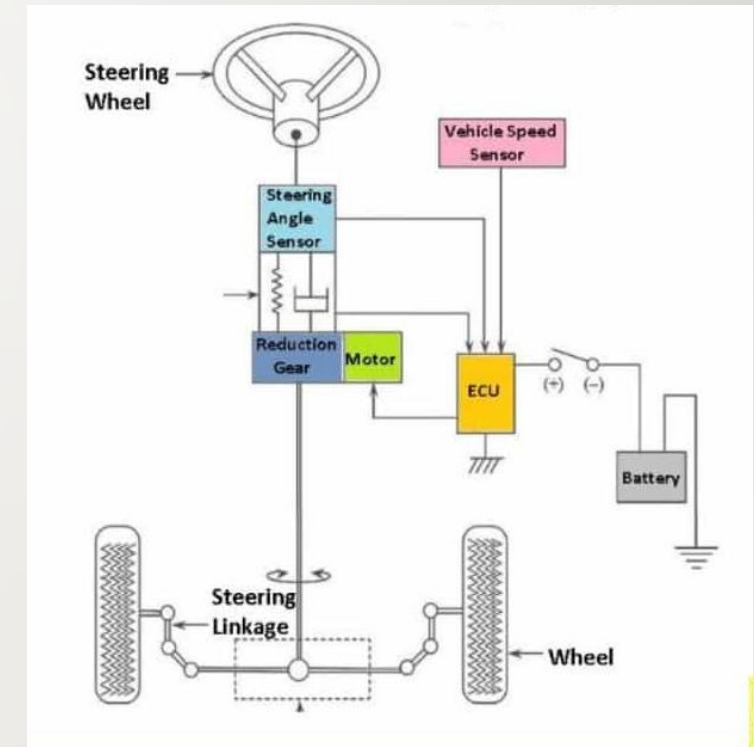 Steering
Wheel
Vehicle Speed
Sensor
Steering
Angle
Sensor
Reduction
Gear
Motor
ECU
(+) (-)
Battery
Steering
Linkage
Wheel